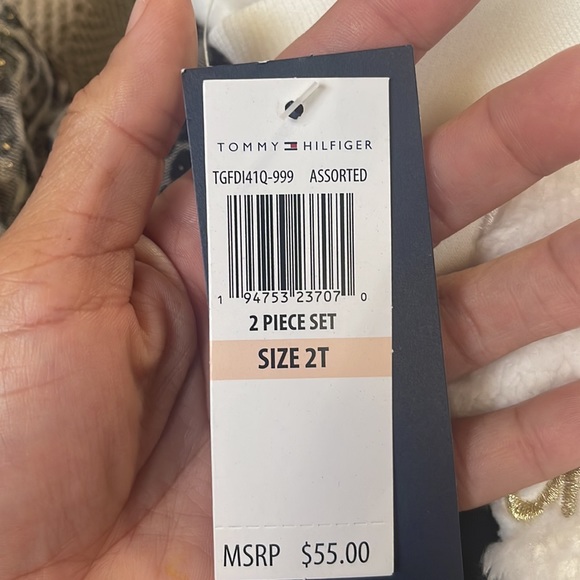 TOMMY HILFIGER
TGFDI41Q-999 ASSORTED
1 94753 23707 0
2 PIECE SET
SIZE 2T
MSRP $55.00